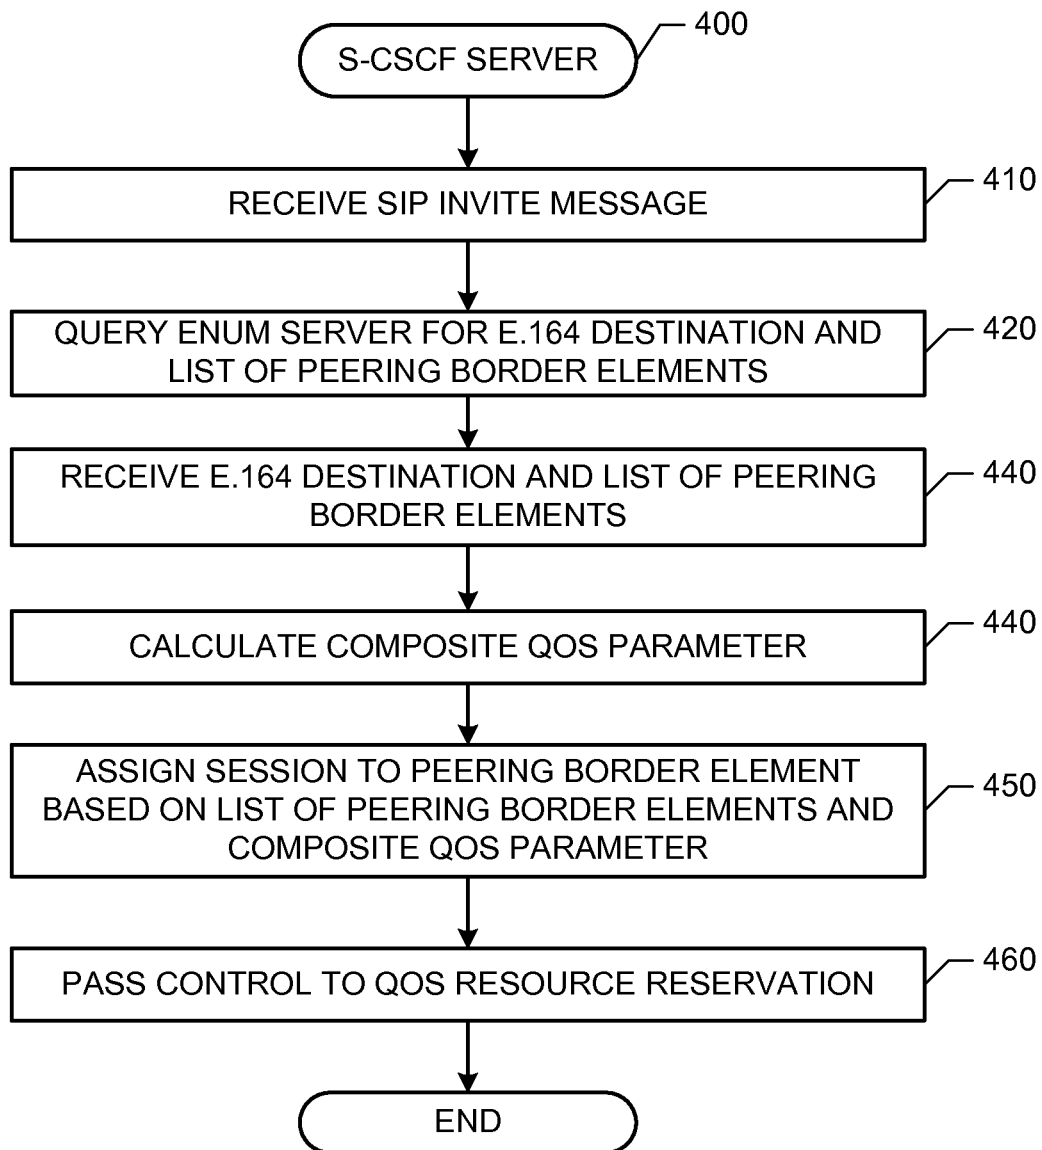 S-CSCF SERVER
400
RECEIVE SIP INVITE MESSAGE
410
QUERY ENUM SERVER FOR E.164 DESTINATION AND
LIST OF PEERING BORDER ELEMENTS
420
RECEIVE E.164 DESTINATION AND LIST OF PEERING
BORDER ELEMENTS
440
CALCULATE COMPOSITE QOS PARAMETER
440
ASSIGN SESSION TO PEERING BORDER ELEMENT
BASED ON LIST OF PEERING BORDER ELEMENTS AND
COMPOSITE QOS PARAMETER
450
PASS CONTROL TO QOS RESOURCE RESERVATION
460
END